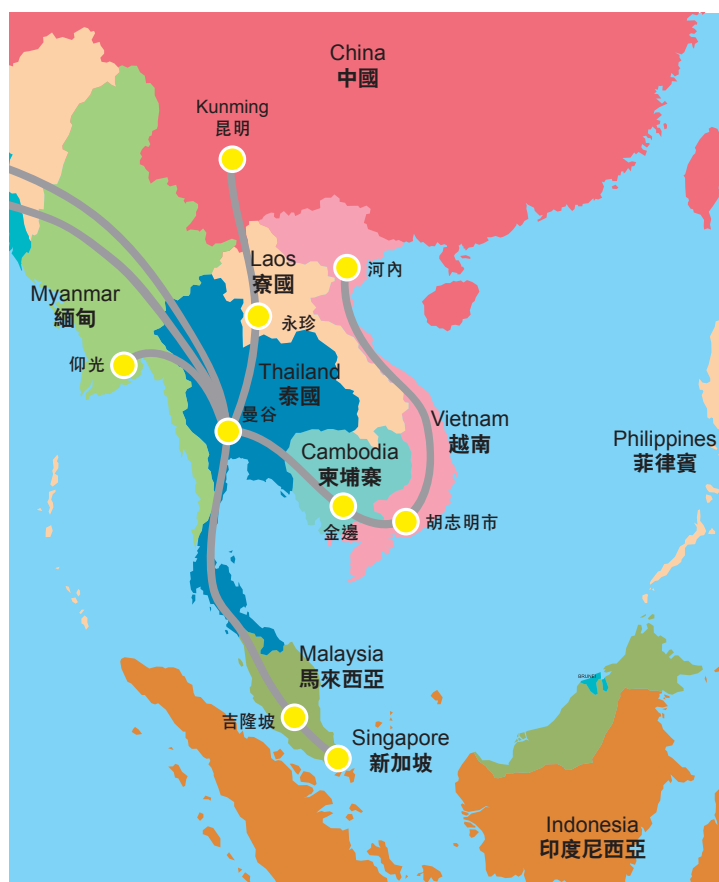 China
中國
Kunming
昆明
Laos
寮國
河內
Myanmar
緬甸
永珍
仰光
Thailand
泰國
曼谷
Vietnam
越南
Philippines
菲律賓
Cambodia
柬埔寨
金邊
胡志明市
Malaysia
馬來西亞
BRUNEI
吉隆坡
Singapore
新加坡
Indonesia
印度尼西亞